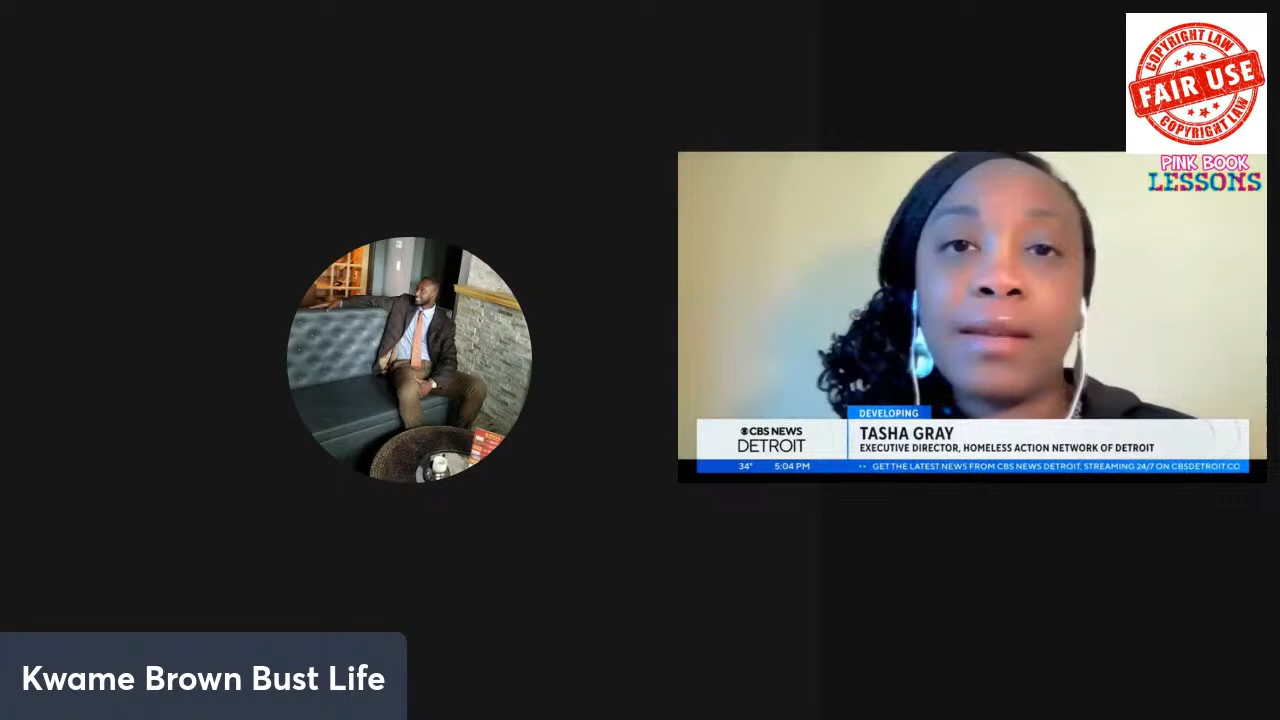 COPYRIGHT LAW
FAIR USE
COPYRIGHT LAW
PINK BOOK
LESSONS
DEVELOPING
CBS NEWS
DETROIT
TASHA GRAY
EXECUTIVE DIRECTOR, HOMELESS ACTION NETWORK OF DETROIT
34° 5:04 PM
GET THE LATEST NEWS FROM CBS NEWS DETROIT, STREAMING 24/7 ON CBSDETROIT.CO
Kwame Brown Bust Life